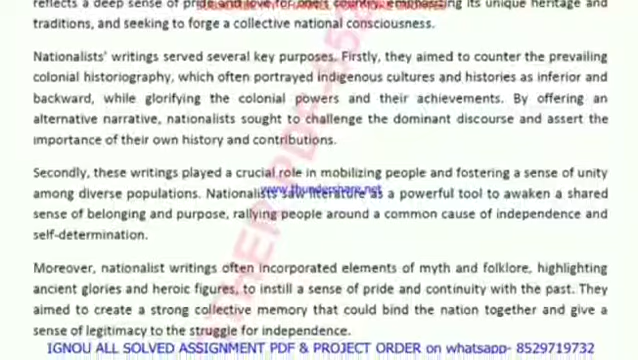 reflects a deep sense of pride and love for one's country, emphasizing its unique heritage and
traditions, and seeking to forge a collective national consciousness.
Nationalists' writings served several key purposes. Firstly, they aimed to counter the prevailing
colonial historiography, which often portrayed indigenous cultures and histories as inferior and
backward, while glorifying the colonial powers and their achievements. By offering an
alternative narrative, nationalists sought to challenge the dominant discourse and assert the
importance of their own history and contributions.
Secondly, these writings played a crucial role in mobilizing people and fostering a sense of unity
among diverse populations. Nationalists saw literature as a powerful tool to awaken a shared
www.thundershare.net
sense of belonging and purpose, rallying people around a common cause of independence and
self-determination.
Moreover, nationalist writings often incorporated elements of myth and folklore, highlighting
ancient glories and heroic figures, to instill a sense of pride and continuity with the past. They
aimed to create a strong collective memory that could bind the nation together and give a
sense of legitimacy to the struggle for independence.
IGNOU ALL SOLVED ASSIGNMENT PDF & PROJECT ORDER on whatsapp- 8529719732